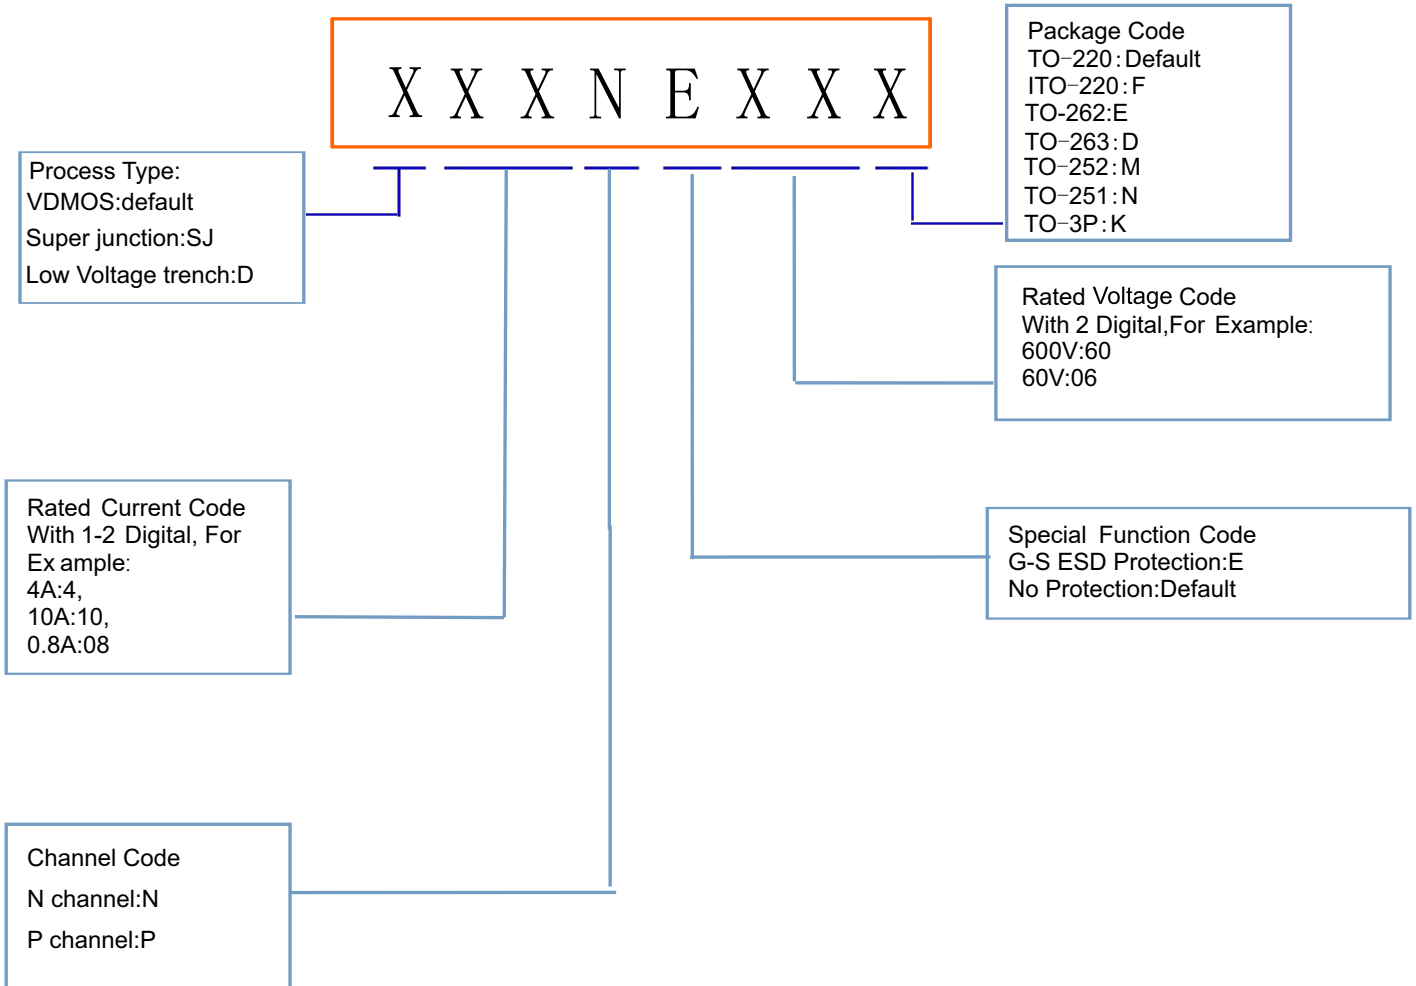 X X X N E X X X
Package Code
TO-220:Default
ITO-220:F
TO-262:E
TO-263:D
TO-252:M
TO-251:N
TO-3P:K
Process Type:
VDMOS:default
Super junction:SJ
Low Voltage trench:D
Rated Voltage Code
With 2 Digital,For Example:
600V:60
60V:06
Rated Current Code
With 1-2 Digital, For
Ex ample:
4A:4,
10A:10,
0.8A:08
Special Function Code
G-S ESD Protection:E
No Protection:Default
Channel Code
N channel:N
P channel:P